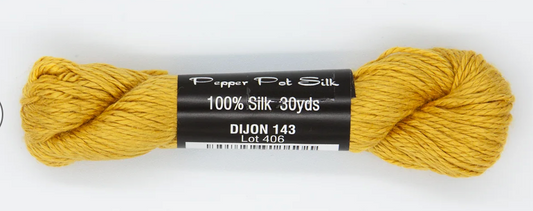 Pepper Pot Silk
100% Silk 30yds
DIJON 143
Lot 406